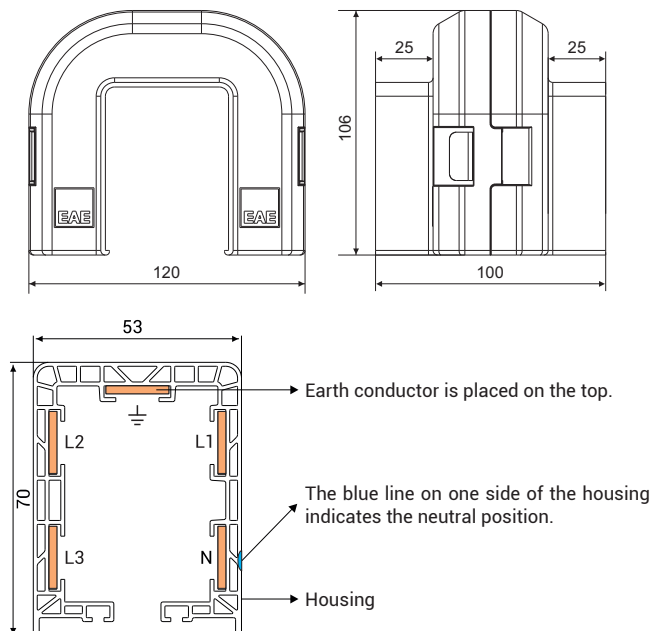 25
25
106
EAE
EAE
120
100
53
Earth conductor is placed on the top.
L2
L1
70
The blue line on one side of the housing
indicates the neutral position.
L3
N
Housing